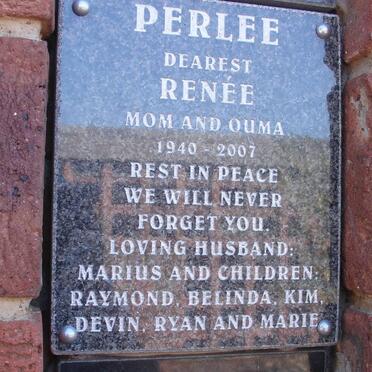 PERLEE
DEAREST
RENÉE
MOM AND OUMA
1940 - 2007
REST IN PEACE
WE WILL NEVER
FORGET YOU.
LOVING HUSBAND:
MARIUS AND CHILDREN:
RAYMOND, BELINDA, KIM,
DEVIN, RYAN AND MARIE